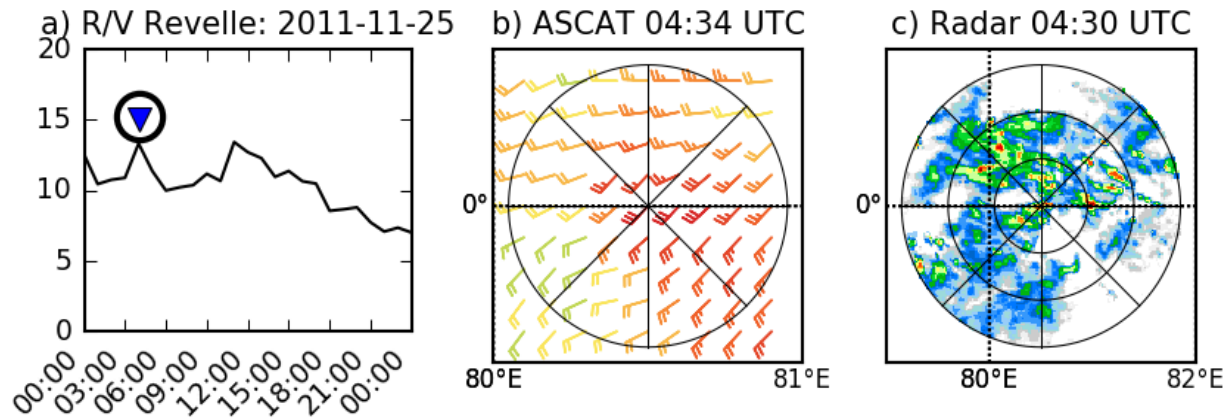 a) R/V Revelle: 2011-11-25
20
15
10
5
0
00:00
03:00
06:00
09:00
12:00
15:00
18:00
21:00
00:00
b) ASCAT 04:34 UTC
0°
80°E
81°E
c) Radar 04:30 UTC
0°
80°E
82°E